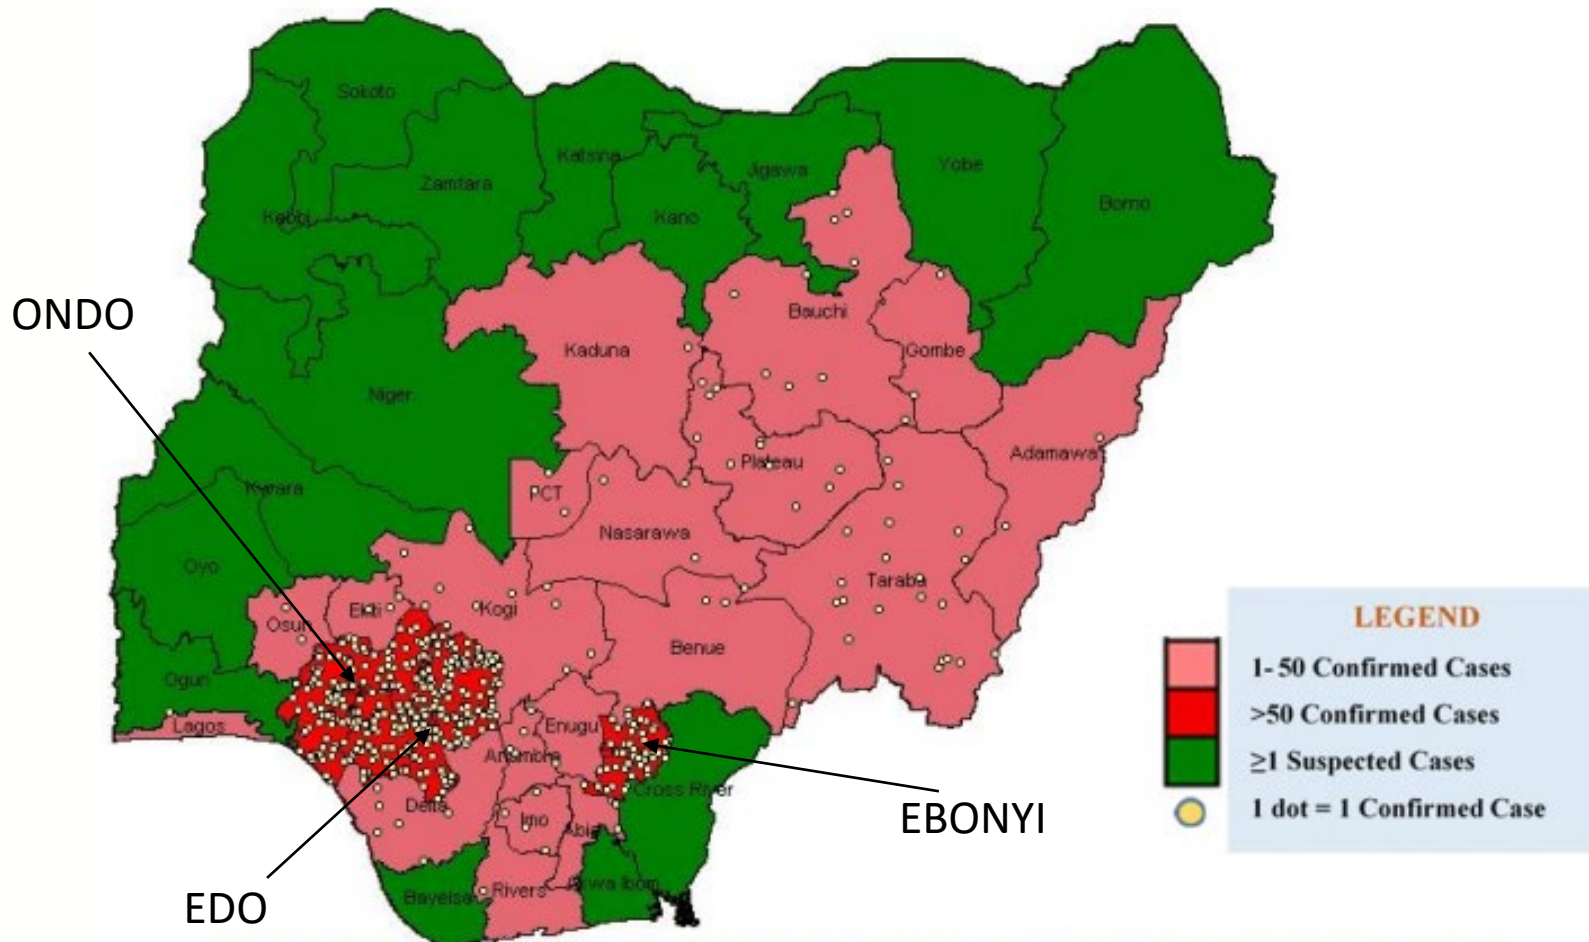 Sokoto
Katsina
Zamfara
Jigawa
Yobe
Borno
Kebbi
Kano
ONDO
Bauchi
Kaduna
Gombe
Niger
Adamawa
Plateau
Kwara
FCT
Nasarawa
Oyo
Taraba
Ekiti
Kogi
Osun
Benue
Ogun
Lagos
Enugu
Anambra
Cross River
Delta
Imo
Abia
EBONYI
EDO
Bayelsa
Rivers
Akwa Ibom
LEGEND
1- 50 Confirmed Cases
>50 Confirmed Cases
≥1 Suspected Cases
1 dot = 1 Confirmed Case